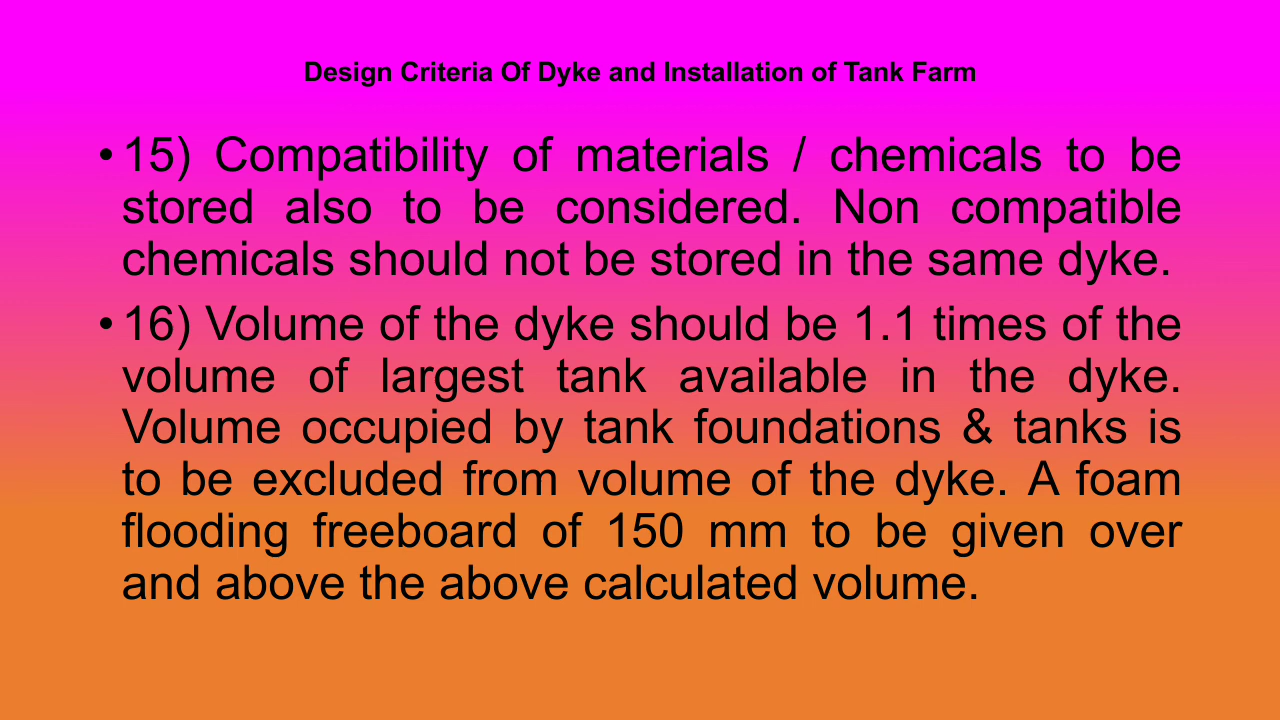 Design Criteria Of Dyke and Installation of Tank Farm
• 15) Compatibility of materials / chemicals to be
stored also to be considered. Non compatible
chemicals should not be stored in the same dyke.
• 16) Volume of the dyke should be 1.1 times of the
volume of largest tank available in the dyke.
Volume occupied by tank foundations & tanks is
to be excluded from volume of the dyke. A foam
flooding freeboard of 150 mm to be given over
and above the above calculated volume.